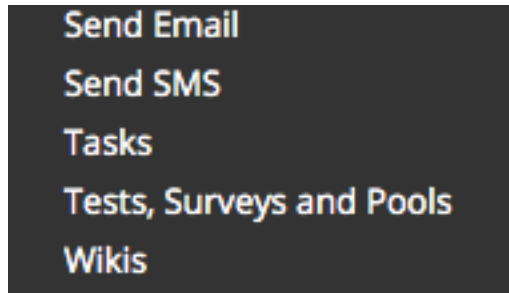 Send Email
Send SMS
Tasks
Tests, Surveys and Pools
Wikis